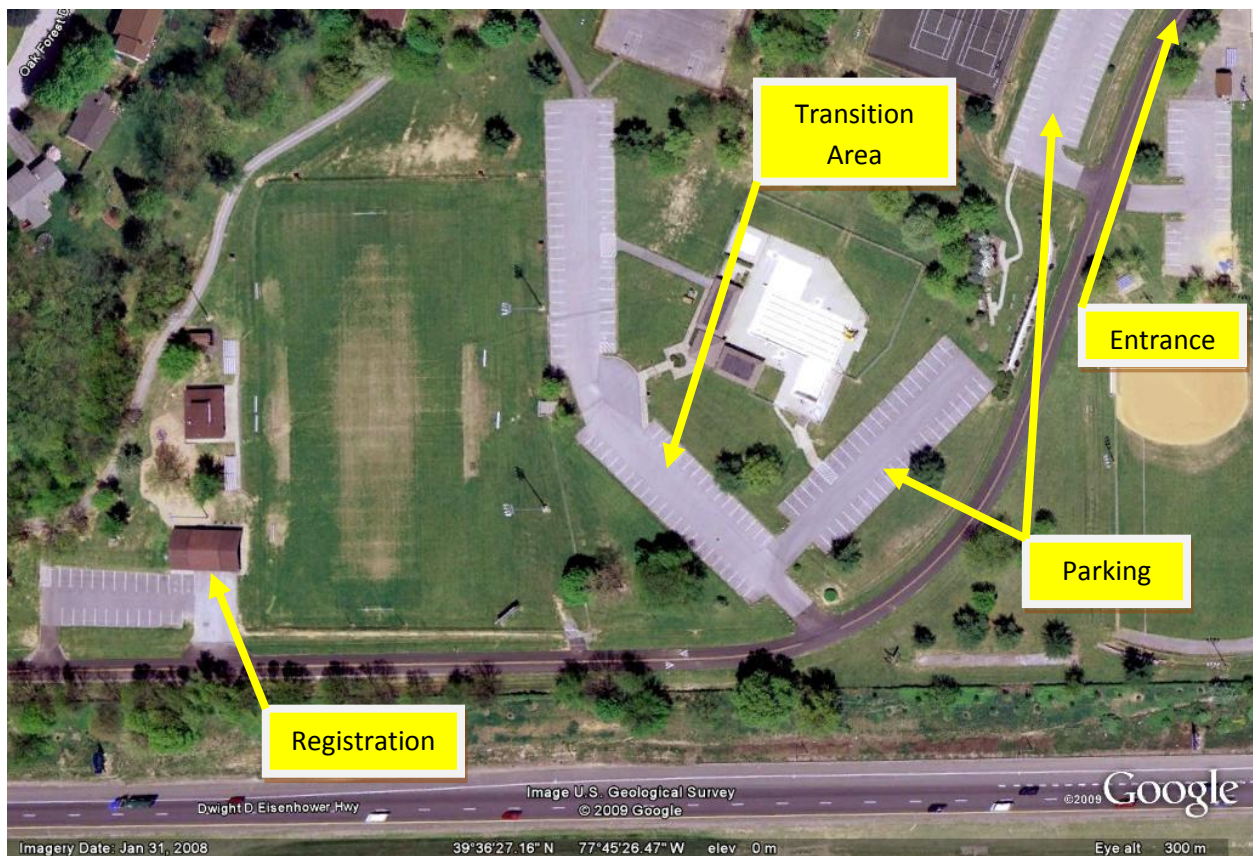 Oak Forest D
Transition
Area
Entrance
Parking
Registration
Dwight D Eisenhower Hwy
Image U.S. Geological Survey
© 2009 Google
©2009 Google
Imagery Date: Jan 31, 2008
39°36'27.16" N 77°45'26.47" W elev 0 m
Eye alt 300 m